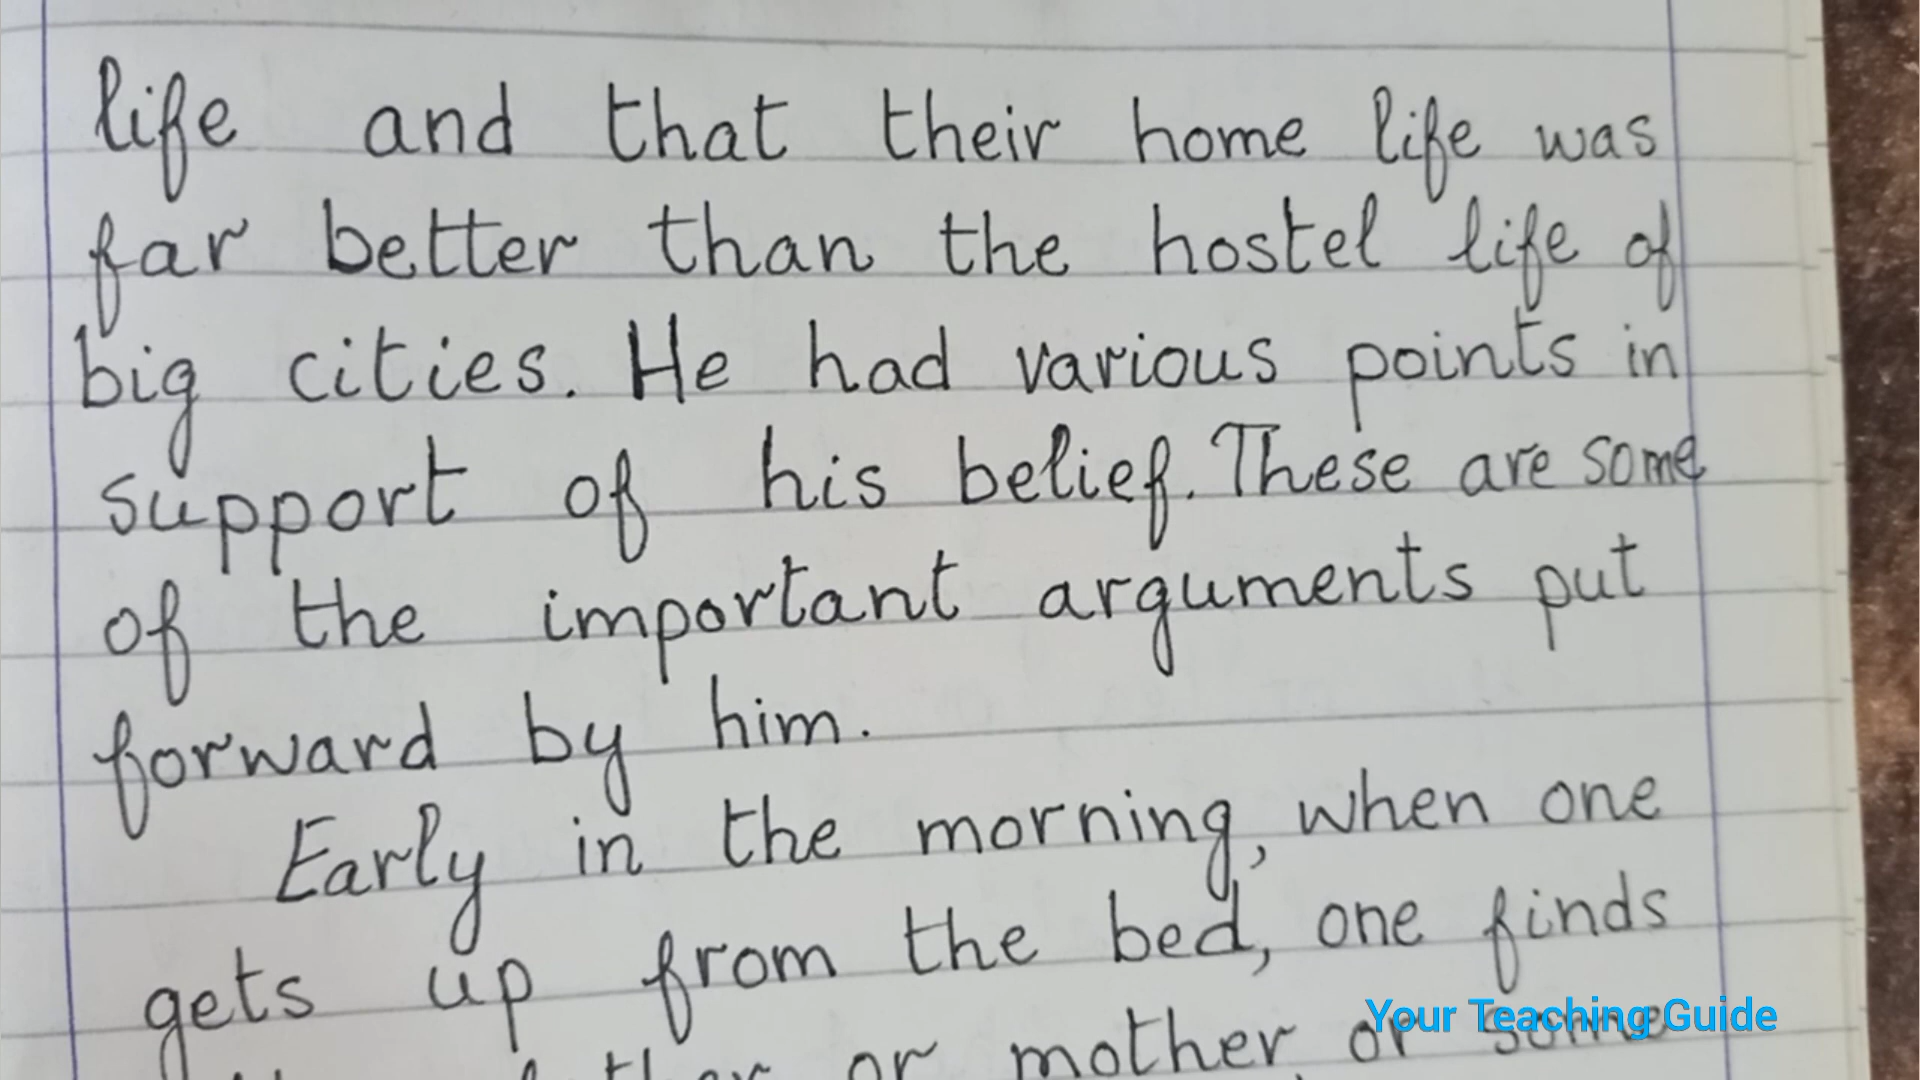 life and that their home life was
far better than the hostel life of
big cities. He had various points in
support of his belief. These are some
of the important arguments put
forward by him.
Early in the morning, when one
gets up from the bed, one finds
or mother or some
Your Teaching Guide